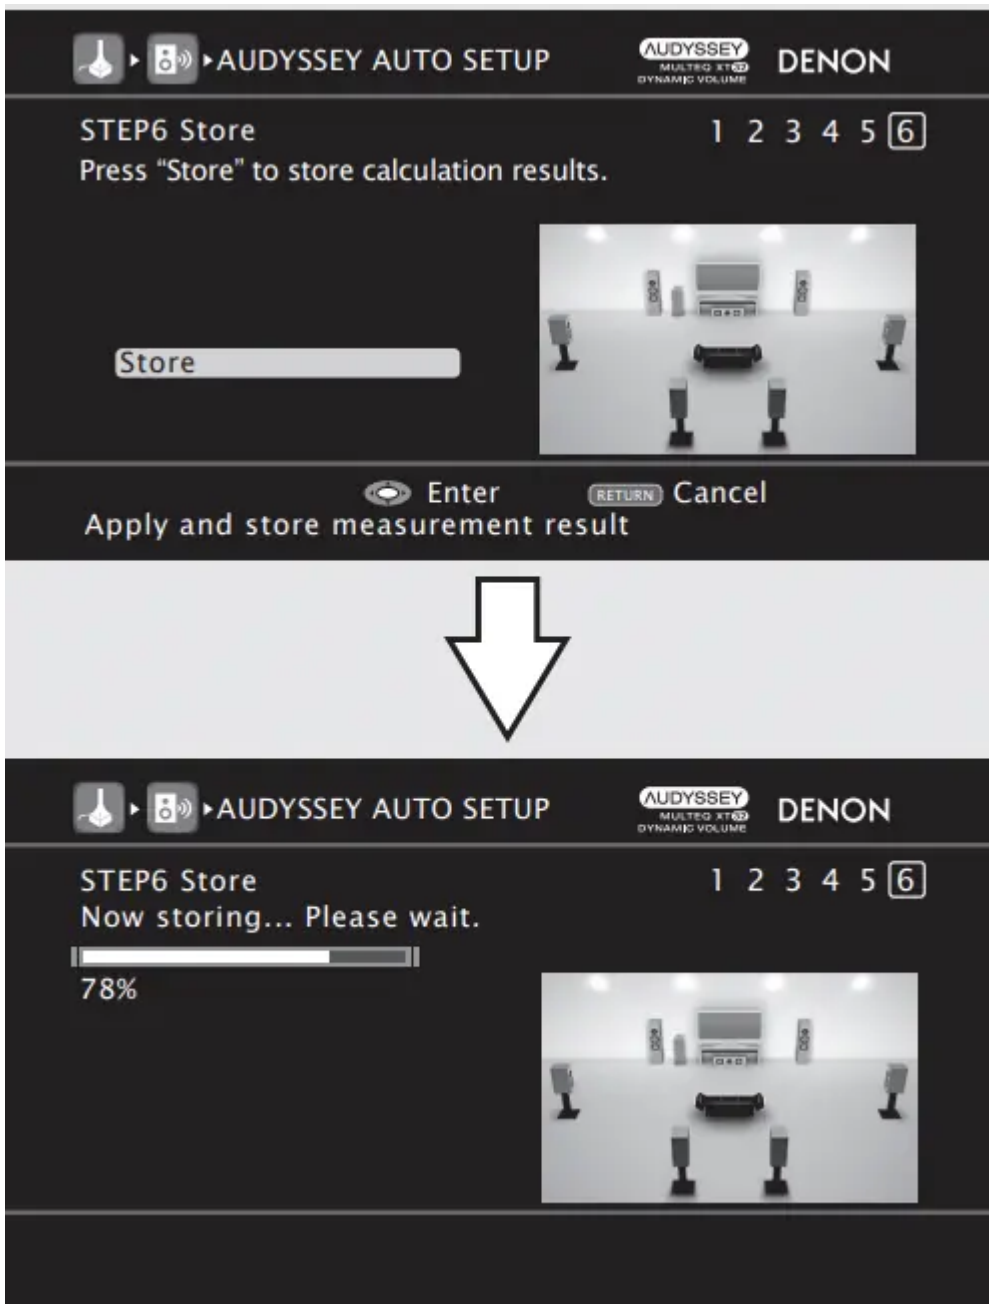 AUDYSSEY AUTO SETUP
AUDYSSEY
MULTEQ XT32
DYNAMIC VOLUME
DENON
STEP6 Store
1 2 3 4 5 6
Press “Store” to store calculation results.
Store
Enter
RETURN Cancel
Apply and store measurement result
AUDYSSEY AUTO SETUP
AUDYSSEY
MULTEQ XT32
DYNAMIC VOLUME
DENON
STEP6 Store
1 2 3 4 5 6
Now storing... Please wait.
78%